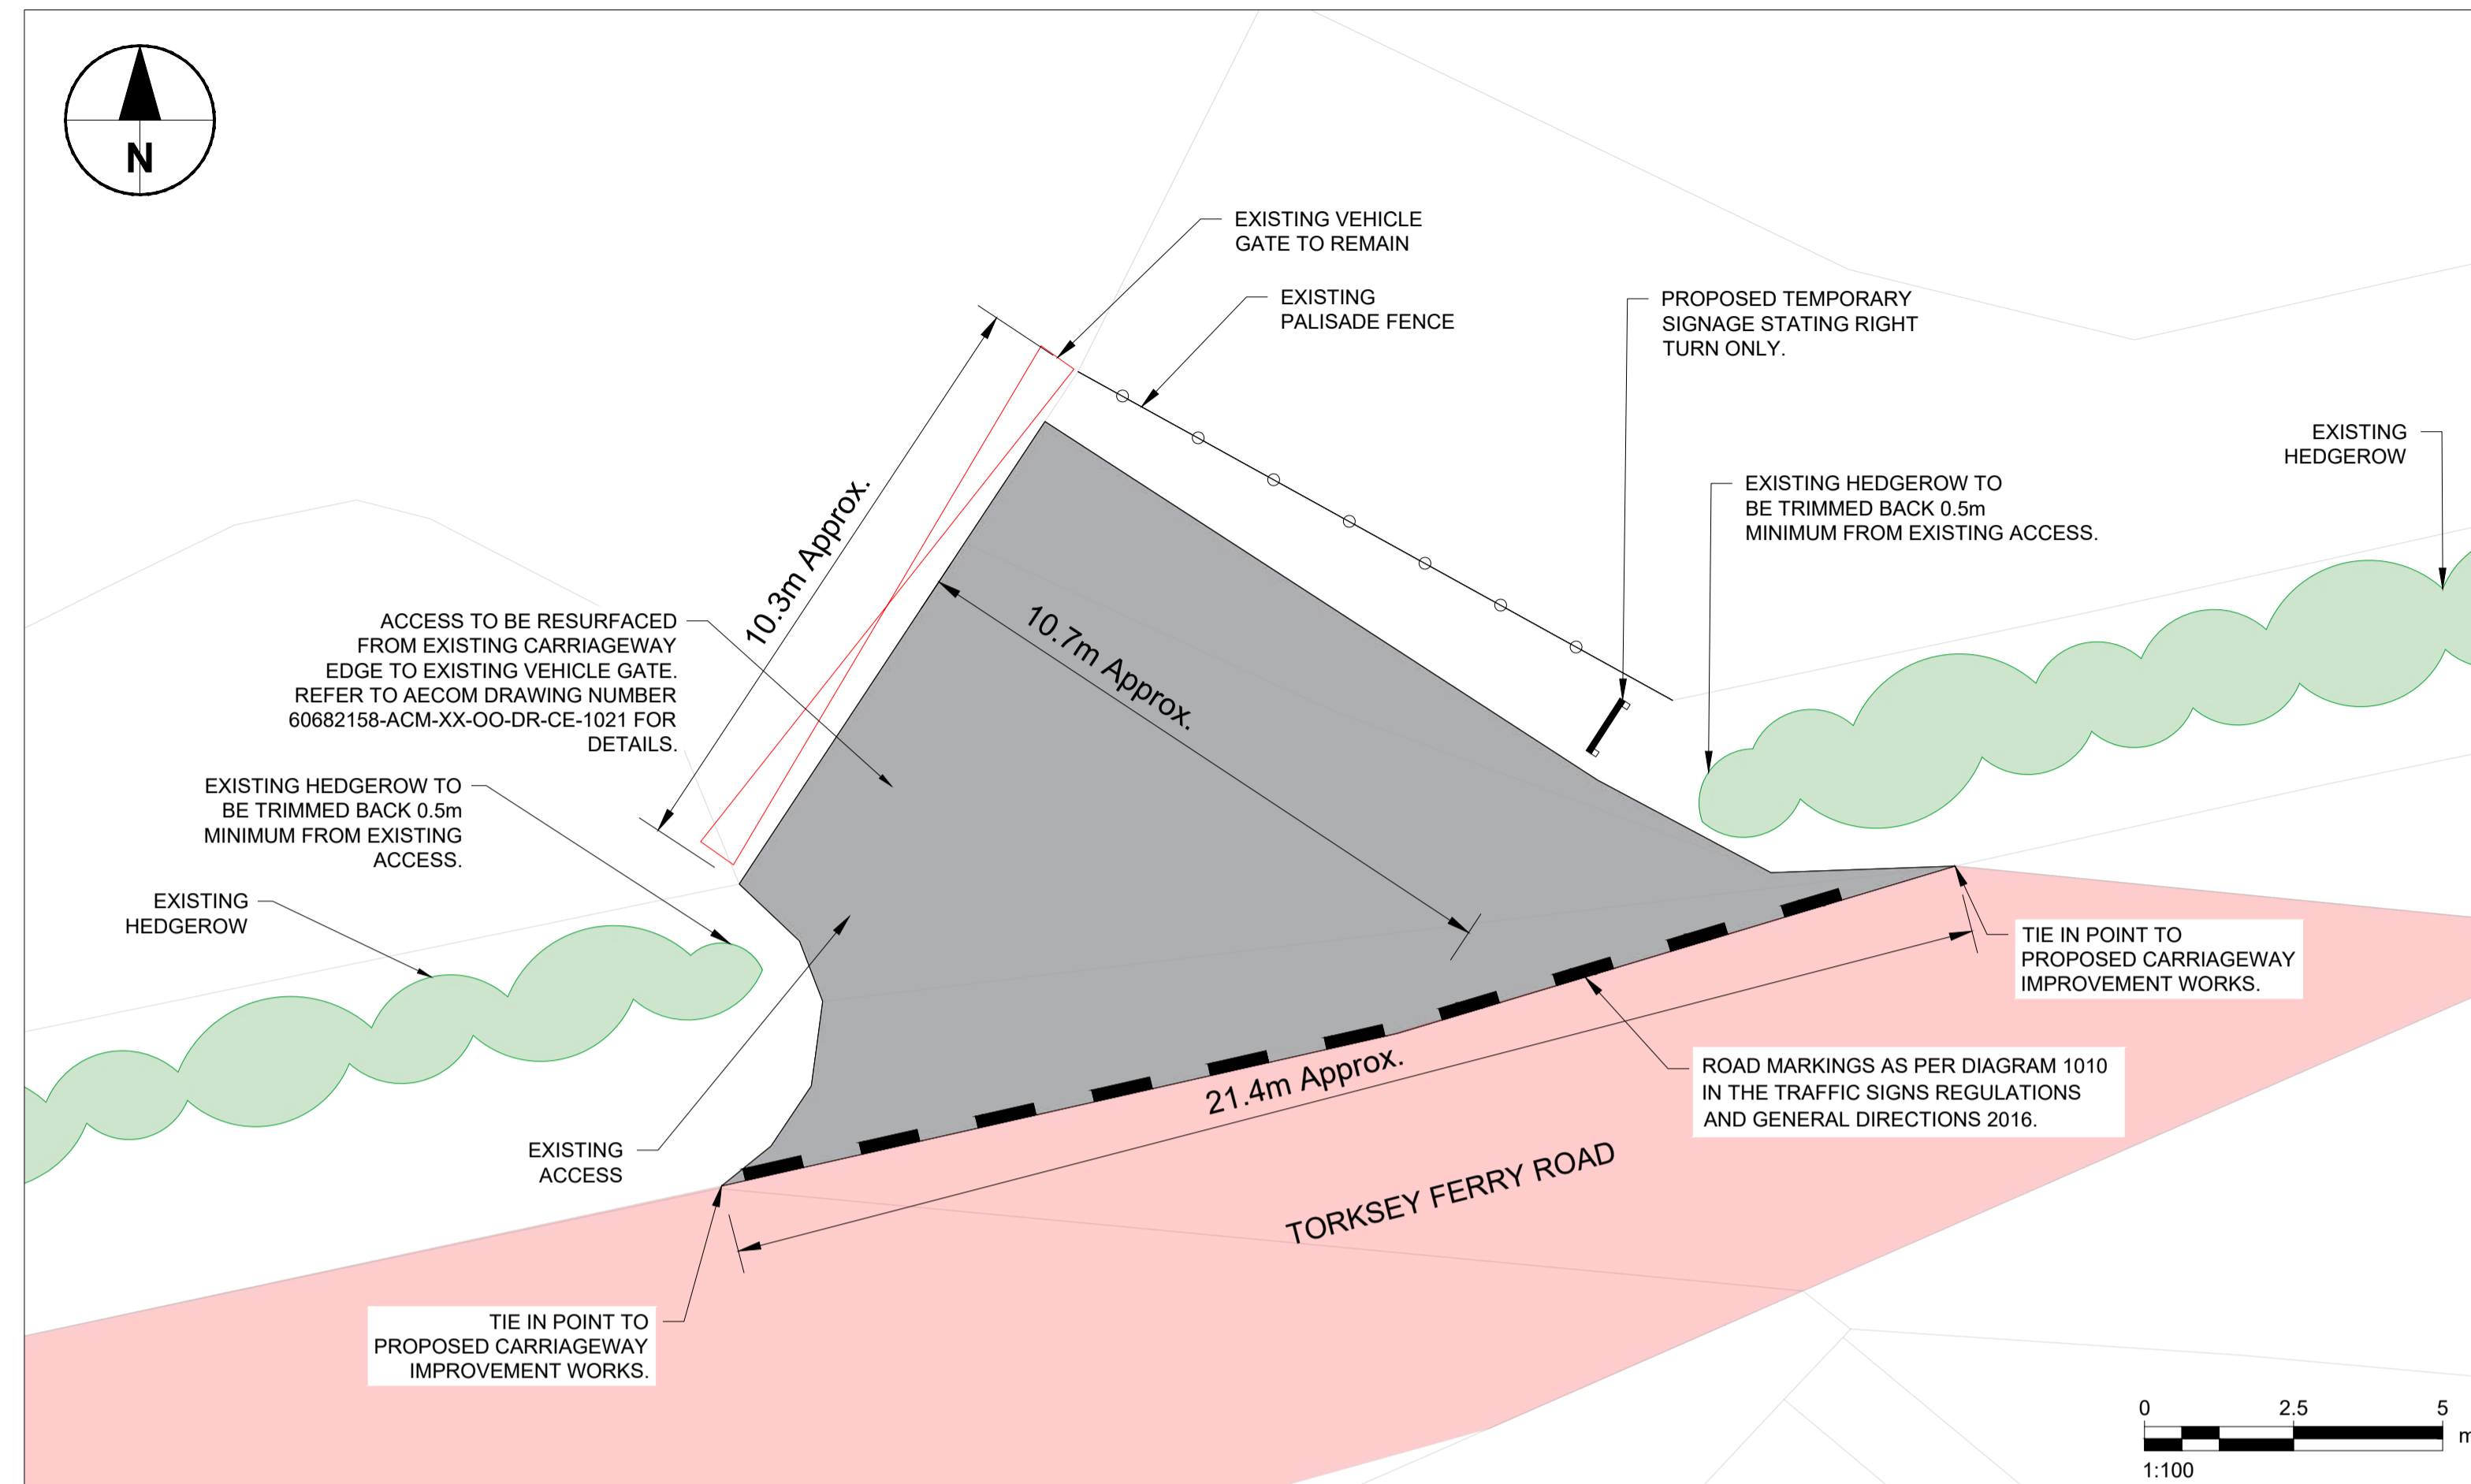 N
EXISTING VEHICLE
GATE TO REMAIN
EXISTING
PALISADE FENCE
PROPOSED TEMPORARY
SIGNAGE STATING RIGHT
TURN ONLY.
EXISTING
HEDGEROW
EXISTING HEDGEROW TO
BE TRIMMED BACK 0.5m
MINIMUM FROM EXISTING ACCESS.
10.3m Approx.
10.7m Approx.
ACCESS TO BE RESURFACED
FROM EXISTING CARRIAGEWAY
EDGE TO EXISTING VEHICLE GATE.
REFER TO AECOM DRAWING NUMBER
60682158-ACM-XX-OO-DR-CE-1021 FOR
DETAILS.
EXISTING HEDGEROW TO
BE TRIMMED BACK 0.5m
MINIMUM FROM EXISTING
ACCESS.
EXISTING
HEDGEROW
TIE IN POINT TO
PROPOSED CARRIAGEWAY
IMPROVEMENT WORKS.
21.4m Approx.
ROAD MARKINGS AS PER DIAGRAM 1010
IN THE TRAFFIC SIGNS REGULATIONS
AND GENERAL DIRECTIONS 2016.
EXISTING
ACCESS
TORKSEY FERRY ROAD
TIE IN POINT TO
PROPOSED CARRIAGEWAY
IMPROVEMENT WORKS.
0 2.5 5
m
1:100